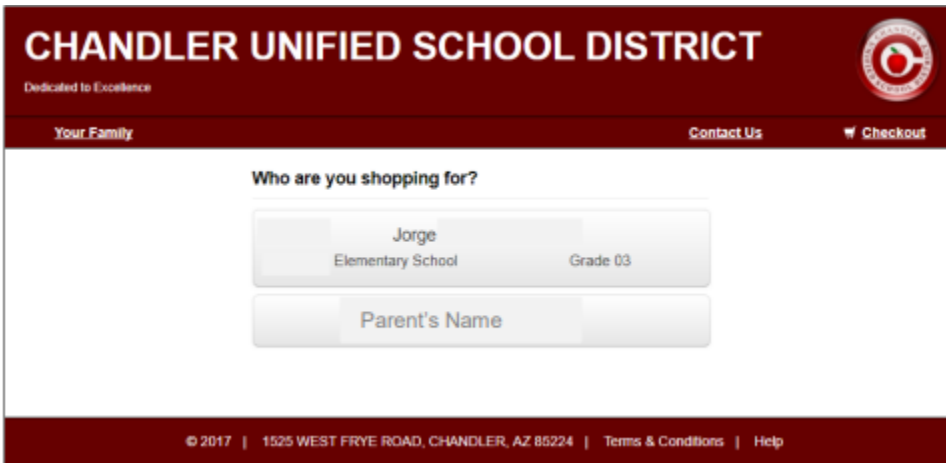 CHANDLER UNIFIED SCHOOL DISTRICT
Dedicated to Excellence
Your Family
Contact Us
Checkout
Who are you shopping for?
Jorge
Elementary School Grade 03
Parent's Name
© 2017 | 1525 WEST FRYE ROAD, CHANDLER, AZ 85224 | Terms & Conditions | Help